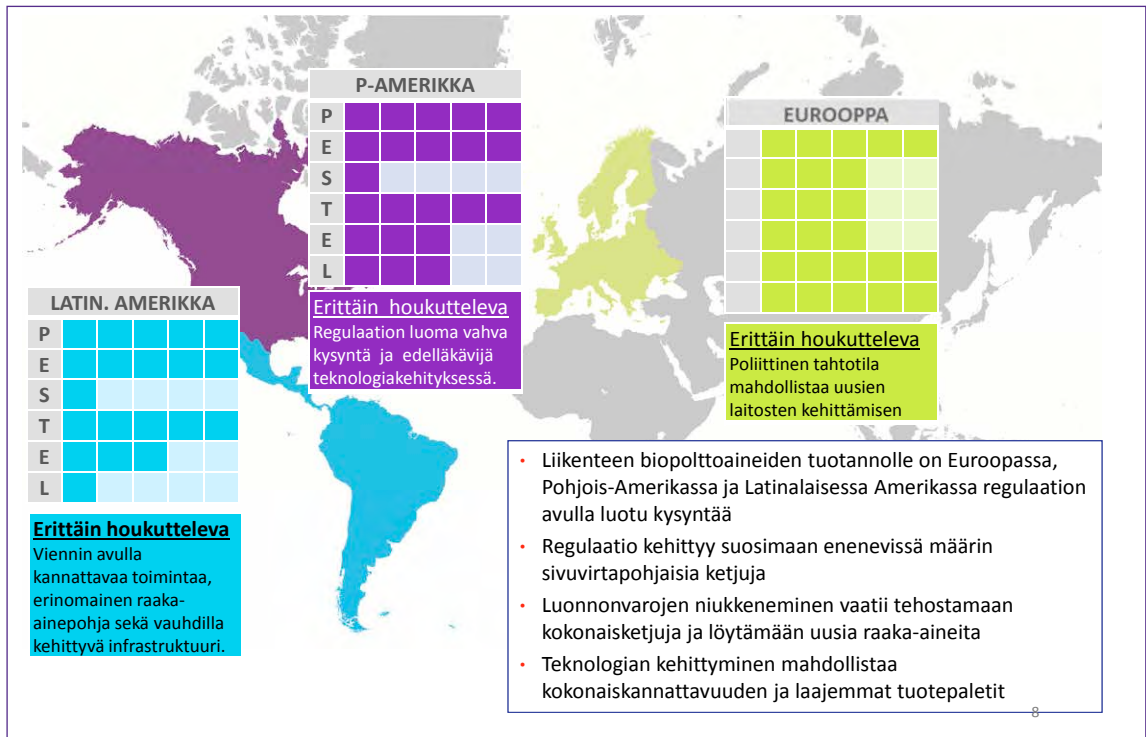 P-AMERIKKA
P
E
S
T
E
L
Erittäin houkutteleva
Regulaation luoma vahva
kysyntä ja edelläkävijä
teknologiakehityksessä.
EUROOPPA
Erittäin houkutteleva
Poliittinen tahtotila
mahdollistaa uusien
laitosten kehittämisen
LATIN. AMERIKKA
P
E
S
T
E
L
Erittäin houkutteleva
Viennin avulla
kannattavaa toimintaa,
erinomainen raaka-
ainepohja sekä vauhdilla
kehittyvä infrastruktuuri.
• Liikenteen biopolttoaineiden tuotannolle on Euroopassa,
Pohjois-Amerikassa ja Latinalaisessa Amerikassa regulaation
avulla luotu kysyntää
• Regulaatio kehittyy suosimaan enenevissä määrin
sivuvirtapohjaisia ketjuja
• Luonnonvarojen niukkeneminen vaatii tehostamaan
kokonaisketjuja ja löytämään uusia raaka-aineita
• Teknologian kehittyminen mahdollistaa
kokonaiskannattavuuden ja laajemmat tuotepaletit
8